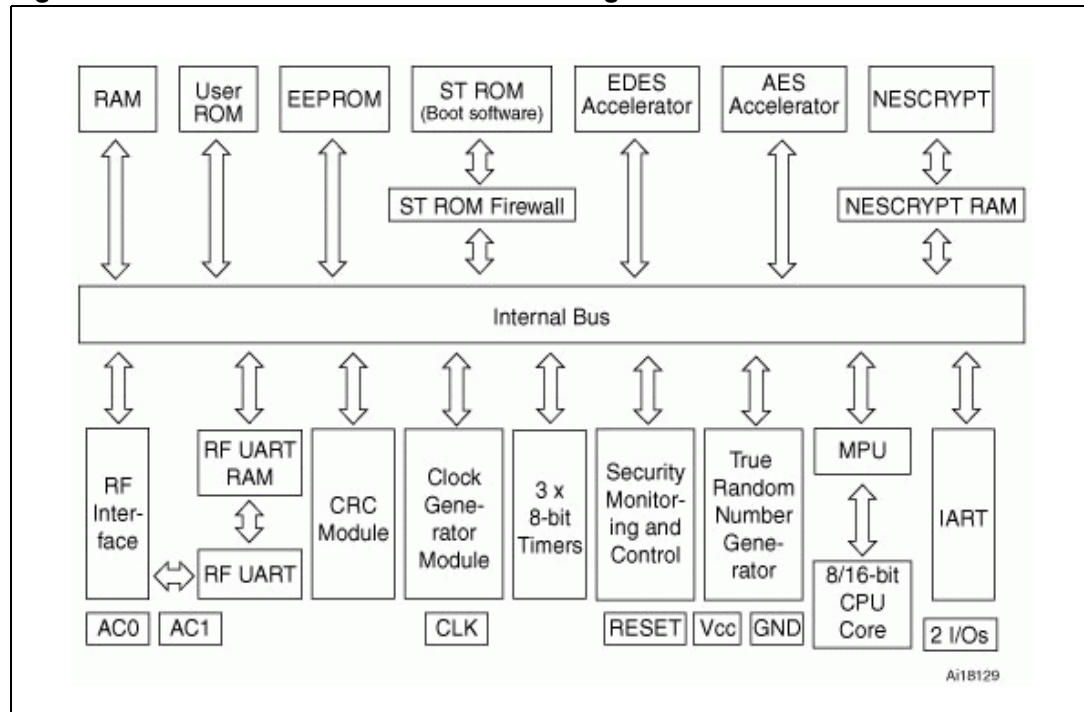 RAM
User
ROM
EEPROM
ST ROM
(Boot software)
EDES
Accelerator
AES
Accelerator
NESCRYPT
ST ROM Firewall
NESCRYPT RAM
Internal Bus
RF
Inter-
face
RF UART
RAM
RF UART
CRC
Module
Clock
Gene-
rator
Module
3 x
8-bit
Timers
Security
Monitor-
ing and
Control
True
Random
Number
Gene-
rator
MPU
8/16-bit
CPU
Core
IART
AC0
AC1
CLK
RESET
Vcc
GND
2 I/Os
Ai18129